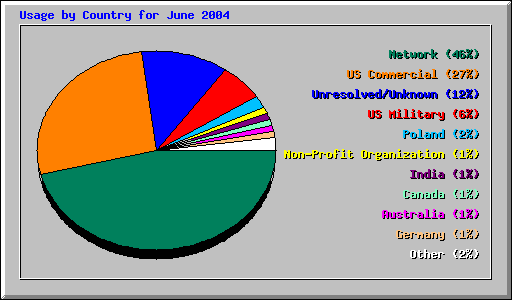 Usage by Country for June 2004
Network (46%)
US Commercial (27%)
Unresolved/Unknown (12%)
US Military (6%)
Poland (2%)
Non-Profit Organization (1%)
India (1%)
Canada (1%)
Australia (1%)
Germany (1%)
Other (2%)